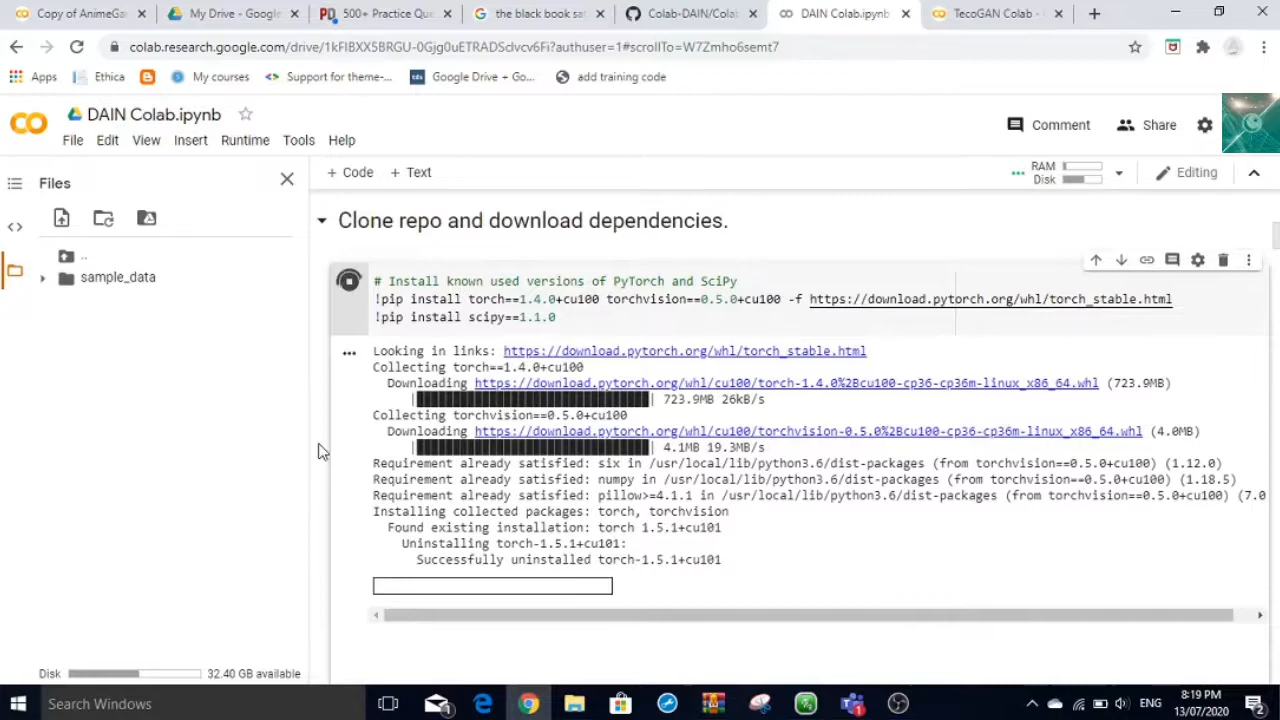 Copy of AnimeGa
My Drive - Google
500+ Practice Qu
the black book sa
Colab-DAIN/Colab
DAIN Colab.ipynb
TecoGAN Colab -
colab.research.google.com/drive/1kFIBXX5BRGU-0Gjg0uETRADSclvcv6Fi?authuser=1#scrollTo=W7Zmho6semt7
Apps
Ethica
My courses
Support for theme-...
tds
Google Drive + Go...
add training code
DAIN Colab.ipynb
File Edit View Insert Runtime Tools Help
Comment
Share
Files
+ Code + Text
RAM
Disk
Editing
..
sample_data
Clone repo and download dependencies.
# Install known used versions of PyTorch and SciPy
!pip install torch==1.4.0+cu100 torchvision==0.5.0+cu100 -f https://download.pytorch.org/whl/torch_stable.html
!pip install scipy==1.1.0
Looking in links: https://download.pytorch.org/whl/torch_stable.html
Collecting torch==1.4.0+cu100
Downloading https://download.pytorch.org/whl/cu100/torch-1.4.0%2Bcu100-cp36-cp36m-linux_x86_64.whl (723.9MB)
723.9MB 26kB/s
Collecting torchvision==0.5.0+cu100
Downloading https://download.pytorch.org/whl/cu100/torchvision-0.5.0%2Bcu100-cp36-cp36m-linux_x86_64.whl (4.0MB)
4.1MB 19.3MB/s
Requirement already satisfied: six in /usr/local/lib/python3.6/dist-packages (from torchvision==0.5.0+cu100) (1.12.0)
Requirement already satisfied: numpy in /usr/local/lib/python3.6/dist-packages (from torchvision==0.5.0+cu100) (1.18.5)
Requirement already satisfied: pillow>=4.1.1 in /usr/local/lib/python3.6/dist-packages (from torchvision==0.5.0+cu100) (7.0
Installing collected packages: torch, torchvision
Found existing installation: torch 1.5.1+cu101
Uninstalling torch-1.5.1+cu101:
Successfully uninstalled torch-1.5.1+cu101
Disk
32.40 GB available
Search Windows
ENG
8:19 PM
13/07/2020